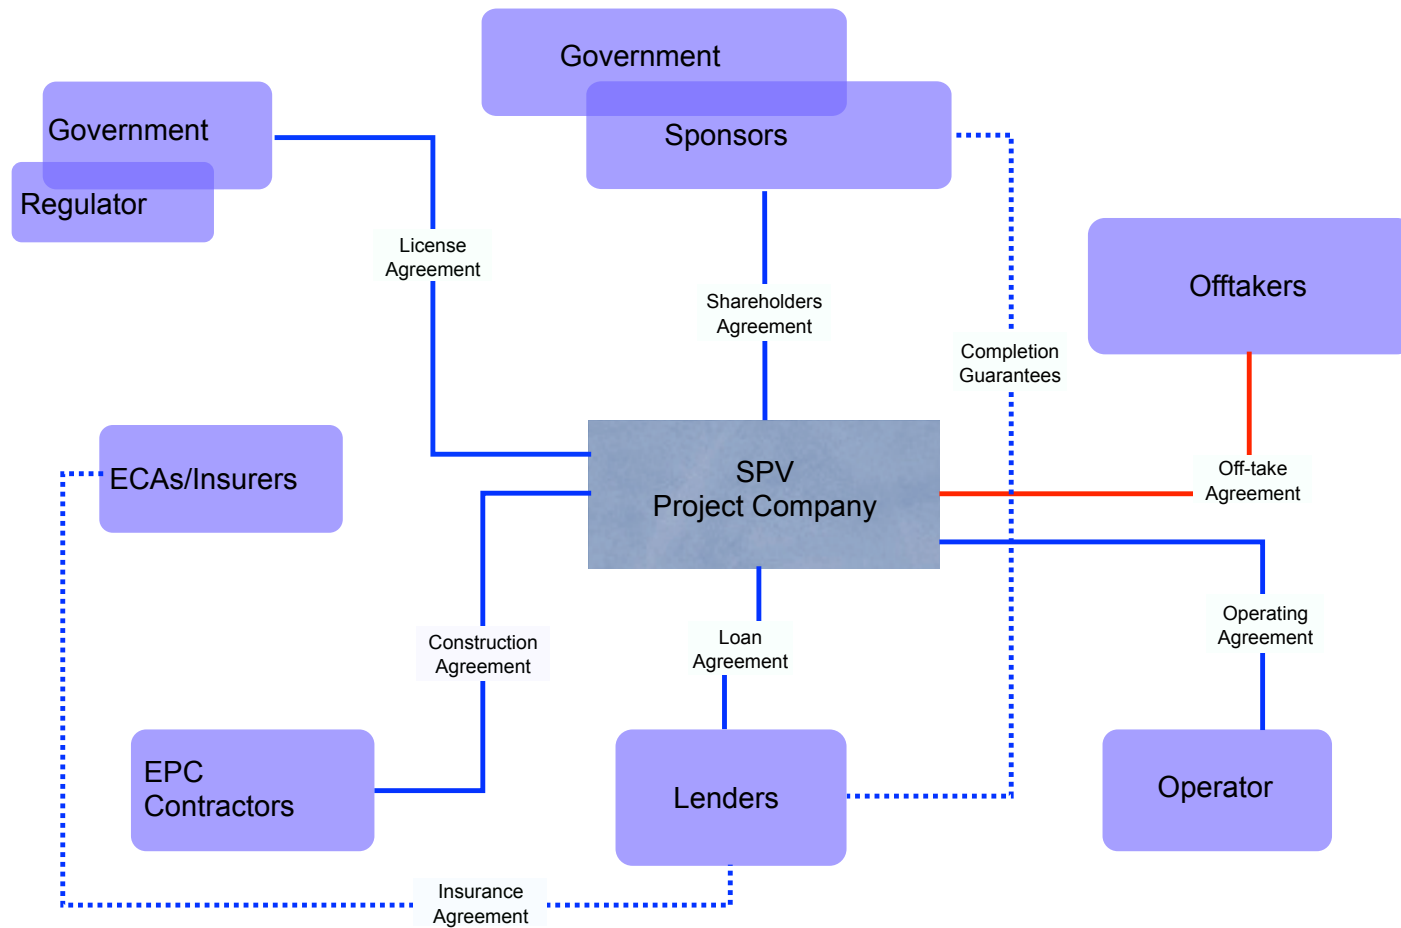 Government
Sponsors
Government
Regulator
License
Agreement
Shareholders
Agreement
Offtakers
Completion
Guarantees
ECAs/Insurers
SPV
Project Company
Off-take
Agreement
Construction
Agreement
Loan
Agreement
Operating
Agreement
EPC
Contractors
Lenders
Operator
Insurance
Agreement